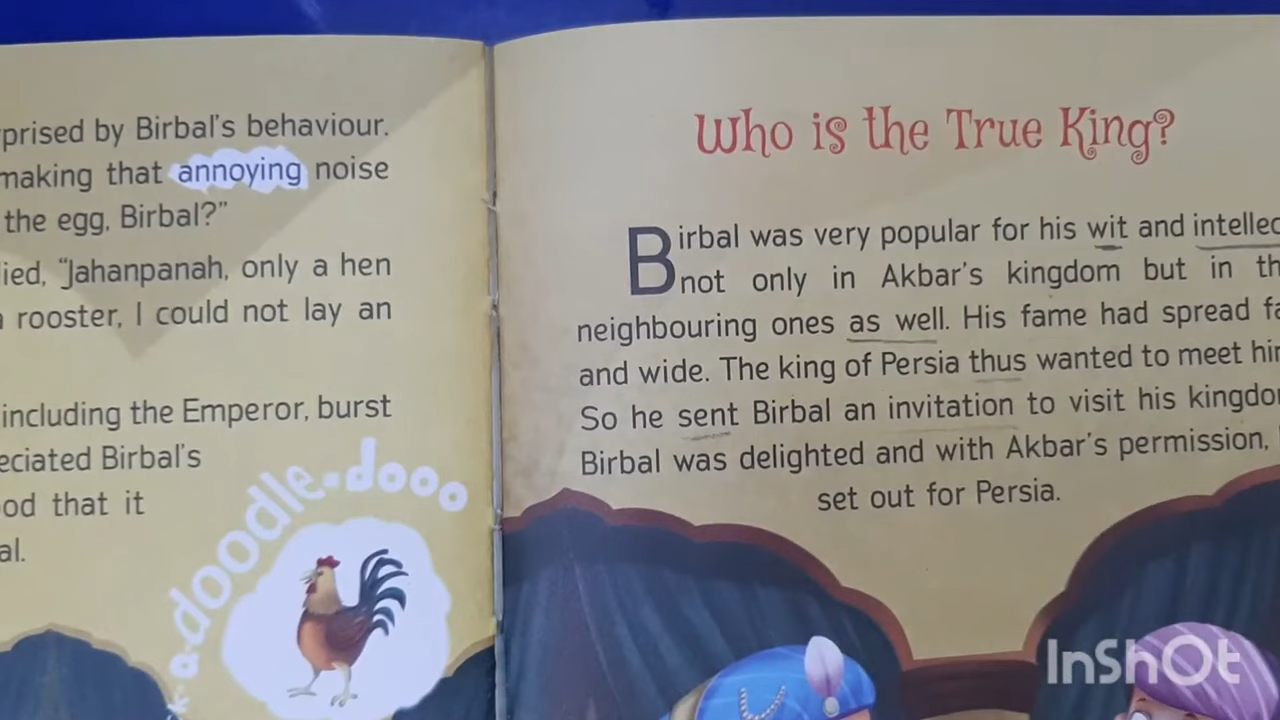 prised by Birbal's behaviour.
making that annoying noise
the egg, Birbal?"
ied, "Jahanpanah, only a hen
rooster, I could not lay an
including the Emperor, burst
eciated Birbal's
ood that it
al.
a-doodle-dooo
Who is the True King?
Birbal was very popular for his wit and intellec
not only in Akbar's kingdom but in th
neighbouring ones as well. His fame had spread fa
and wide. The king of Persia thus wanted to meet him
So he sent Birbal an invitation to visit his kingdom
Birbal was delighted and with Akbar's permission,
set out for Persia.
InShOt